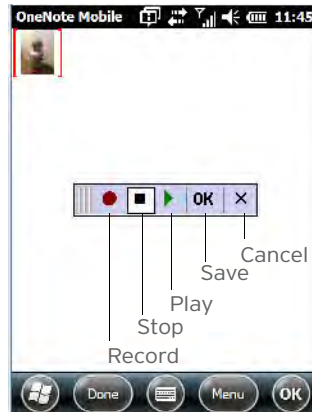 OneNote Mobile 11:45
OK
Cancel
Save
Play
Stop
Record
Done Menu OK